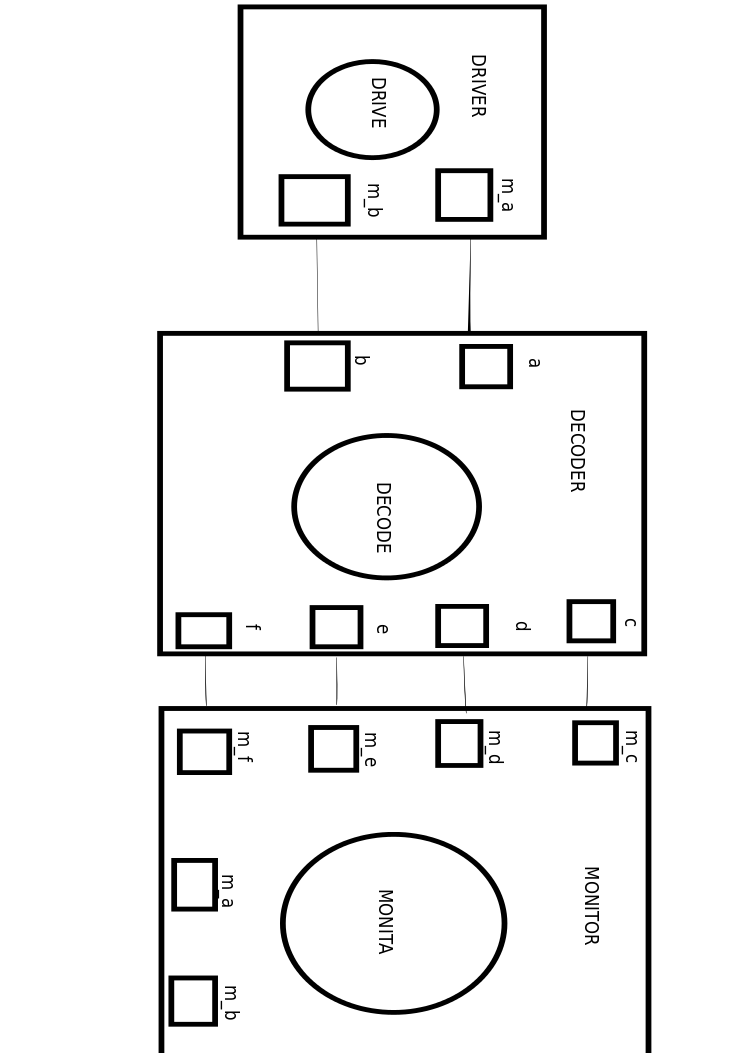 DRIVER
DRIVE
m_a
m_b
a
b
DECODER
DECODE
c
d
e
f
m_c
m_d
m_e
m_f
MONITOR
MONITA
m_a
m_b